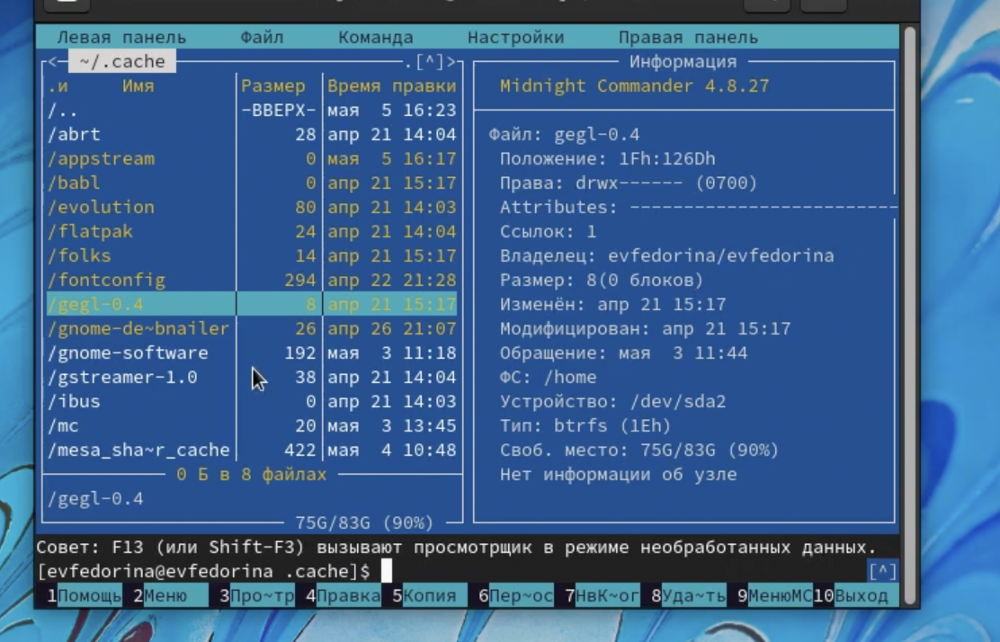 Левая панель Файл Команда Настройки Правая панель
<─ ~/.cache ─.[^]>
.и Имя Размер Время правки
/.. -ВВЕРХ- мая 5 16:23
/abrt 28 апр 21 14:04
/appstream 0 мая 5 16:17
/babl 0 апр 21 15:17
/evolution 80 апр 21 14:03
/flatpak 24 апр 21 14:04
/folks 14 апр 21 15:17
/fontconfig 294 апр 22 21:28
/gegl-0.4 8 апр 21 15:17
/gnome-de~bnailer 26 апр 26 21:07
/gnome-software 192 мая 3 11:18
/gstreamer-1.0 38 апр 21 14:04
/ibus 0 апр 21 14:03
/mc 20 мая 3 13:45
/mesa_sha~r_cache 422 мая 4 10:48
0 Б в 8 файлах
/gegl-0.4
75G/83G (90%)
Информация
Midnight Commander 4.8.27
Файл: gegl-0.4
Положение: 1Fh:126Dh
Права: drwx------ (0700)
Attributes: -------------------------
Ссылок: 1
Владелец: evfedorina/evfedorina
Размер: 8(0 блоков)
Изменён: апр 21 15:17
Модифицирован: апр 21 15:17
Обращение: мая 3 11:44
ФС: /home
Устройство: /dev/sda2
Тип: btrfs (1Eh)
Своб. место: 75G/83G (90%)
Нет информации об узле
Совет: F13 (или Shift-F3) вызывают просмотрщик в режиме необработанных данных.
[evfedorina@evfedorina .cache]$ [^]
1Помощь 2Меню 3Про~тр 4Правка 5Копия 6Пер~ос 7НвК~ог 8Уда~ть 9МенюMC 10Выход